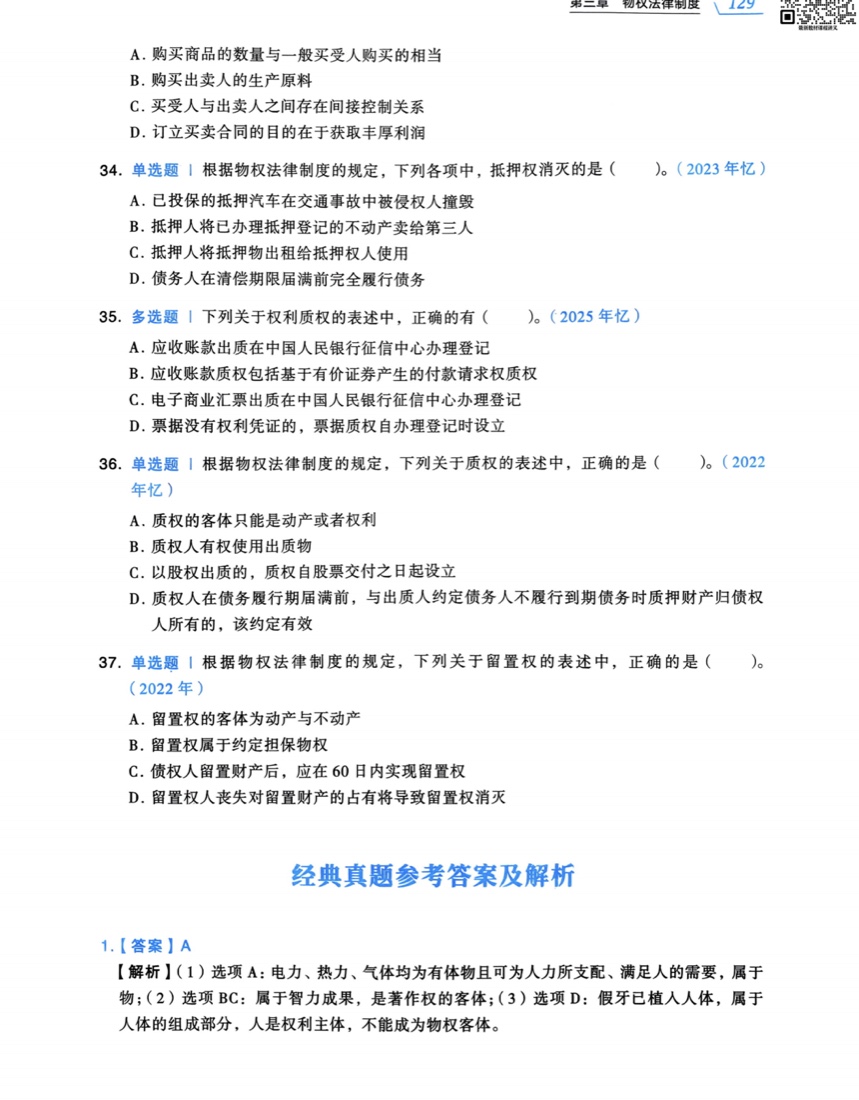 第三章 物权法律制度 129
A. 购买商品的数量与一般买受人购买的相当
B. 购买出卖人的生产原料
C. 买受人与出卖人之间存在间接控制关系
D. 订立买卖合同的目的在于获取丰厚利润
34. 单选题 | 根据物权法律制度的规定，下列各项中，抵押权消灭的是（ ）。（2023 年忆）
A. 已投保的抵押汽车在交通事故中被侵权人撞毁
B. 抵押人将已办理抵押登记的不动产卖给第三人
C. 抵押人将抵押物出租给抵押权人使用
D. 债务人在清偿期限届满前完全履行债务
35. 多选题 | 下列关于权利质权的表述中，正确的有（ ）。（2025 年忆）
A. 应收账款出质在中国人民银行征信中心办理登记
B. 应收账款质权包括基于有价证券产生的付款请求权质权
C. 电子商业汇票出质在中国人民银行征信中心办理登记
D. 票据没有权利凭证的，票据质权自办理登记时设立
36. 单选题 | 根据物权法律制度的规定，下列关于质权的表述中，正确的是（ ）。（2022
年忆）
A. 质权的客体只能是动产或者权利
B. 质权人有权使用出质物
C. 以股权出质的，质权自股票交付之日起设立
D. 质权人在债务履行期届满前，与出质人约定债务人不履行到期债务时质押财产归债权
人所有的，该约定有效
37. 单选题 | 根据物权法律制度的规定，下列关于留置权的表述中，正确的是（ ）。
（2022 年）
A. 留置权的客体为动产与不动产
B. 留置权属于约定担保物权
C. 债权人留置财产后，应在 60 日内实现留置权
D. 留置权人丧失对留置财产的占有将导致留置权消灭
经典真题参考答案及解析
1.【答案】A
【解析】（1）选项 A：电力、热力、气体均为有体物且可为人力所支配、满足人的需要，属于
物；（2）选项 BC：属于智力成果，是著作权的客体；（3）选项 D：假牙已植入人体，属于
人体的组成部分，人是权利主体，不能成为物权客体。